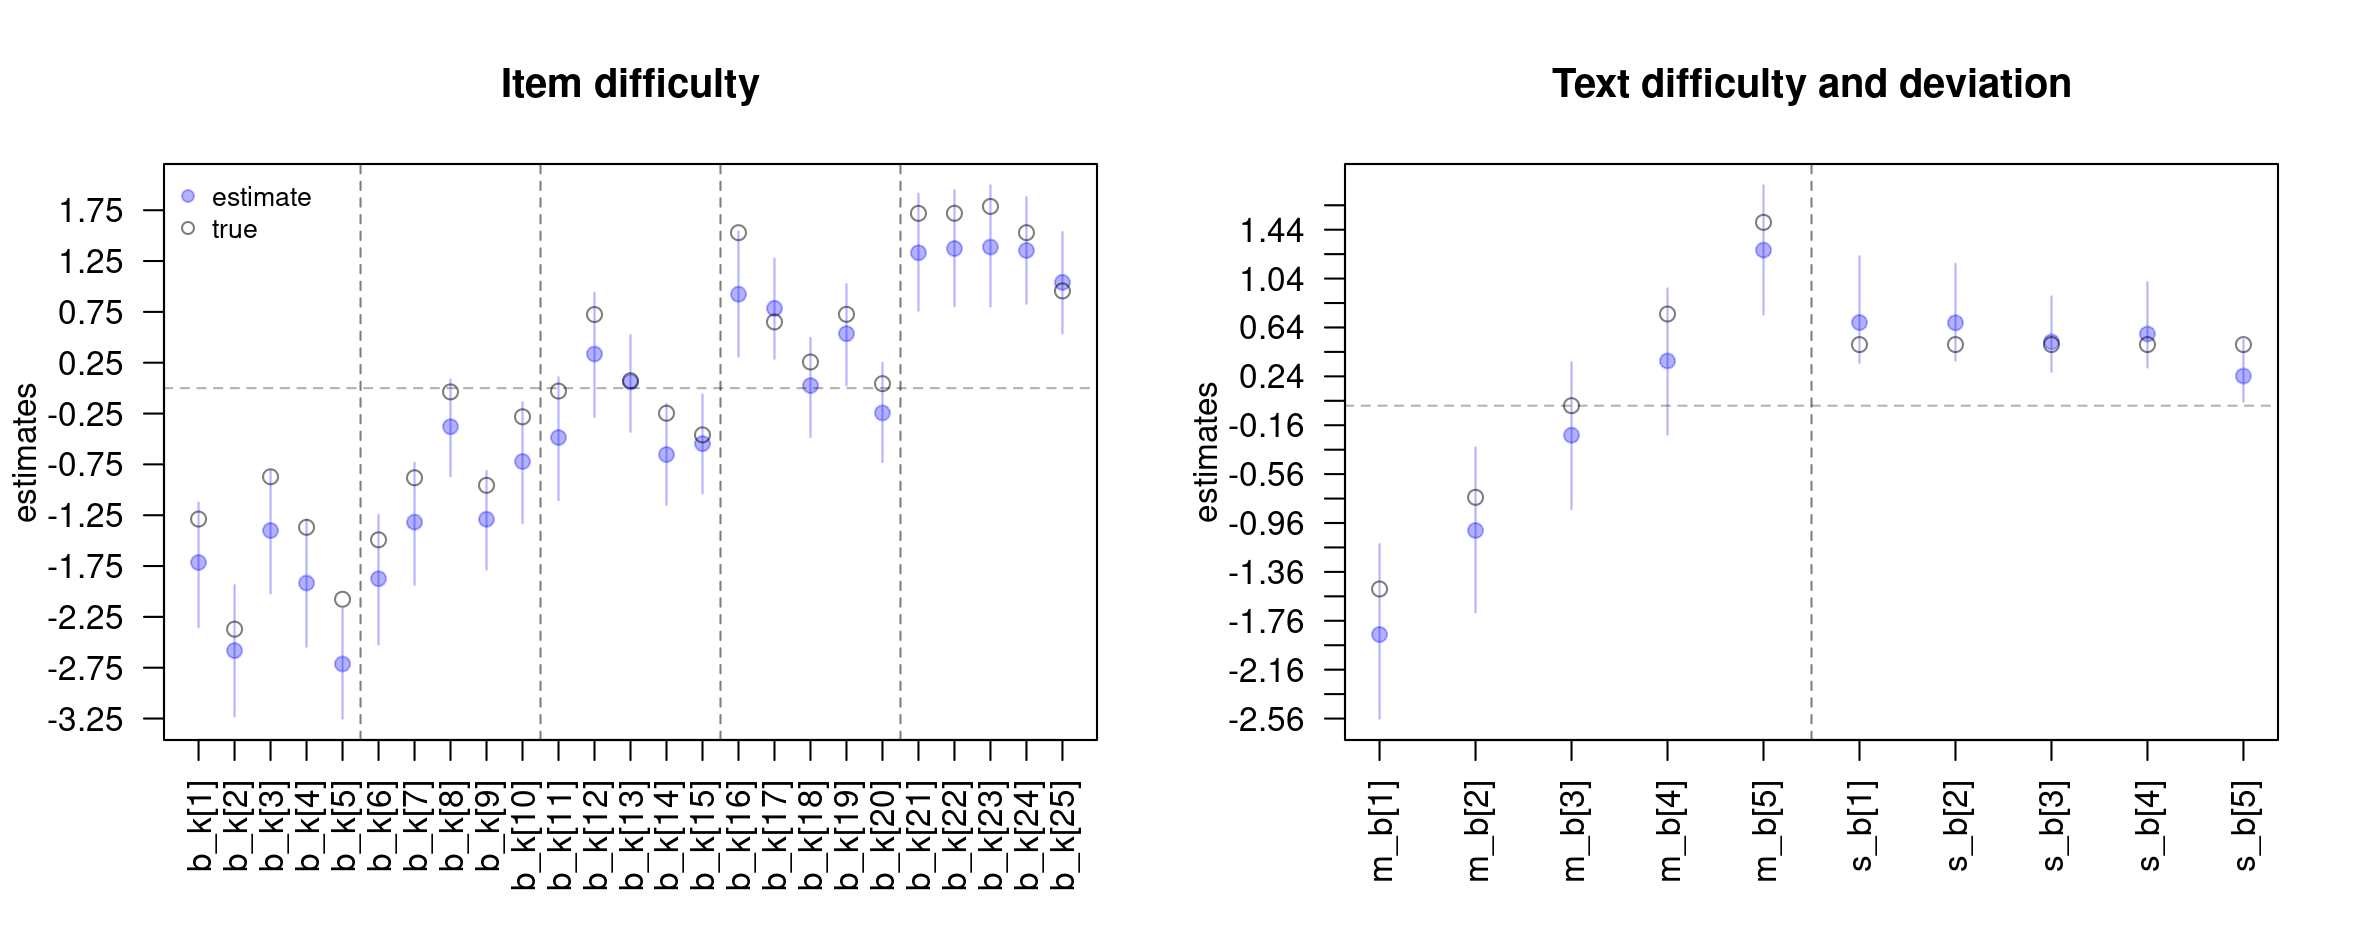 Item difficulty
estimate
true
estimates
1.75
1.25
0.75
0.25
-0.25
-0.75
-1.25
-1.75
-2.25
-2.75
-3.25
b_k[1]
b_k[2]
b_k[3]
b_k[4]
b_k[5]
b_k[6]
b_k[7]
b_k[8]
b_k[9]
b_k[10]
b_k[11]
b_k[12]
b_k[13]
b_k[14]
b_k[15]
b_k[16]
b_k[17]
b_k[18]
b_k[19]
b_k[20]
b_k[21]
b_k[22]
b_k[23]
b_k[24]
b_k[25]
Text difficulty and deviation
estimates
1.44
1.04
0.64
0.24
-0.16
-0.56
-0.96
-1.36
-1.76
-2.16
-2.56
m_b[1]
m_b[2]
m_b[3]
m_b[4]
m_b[5]
s_b[1]
s_b[2]
s_b[3]
s_b[4]
s_b[5]